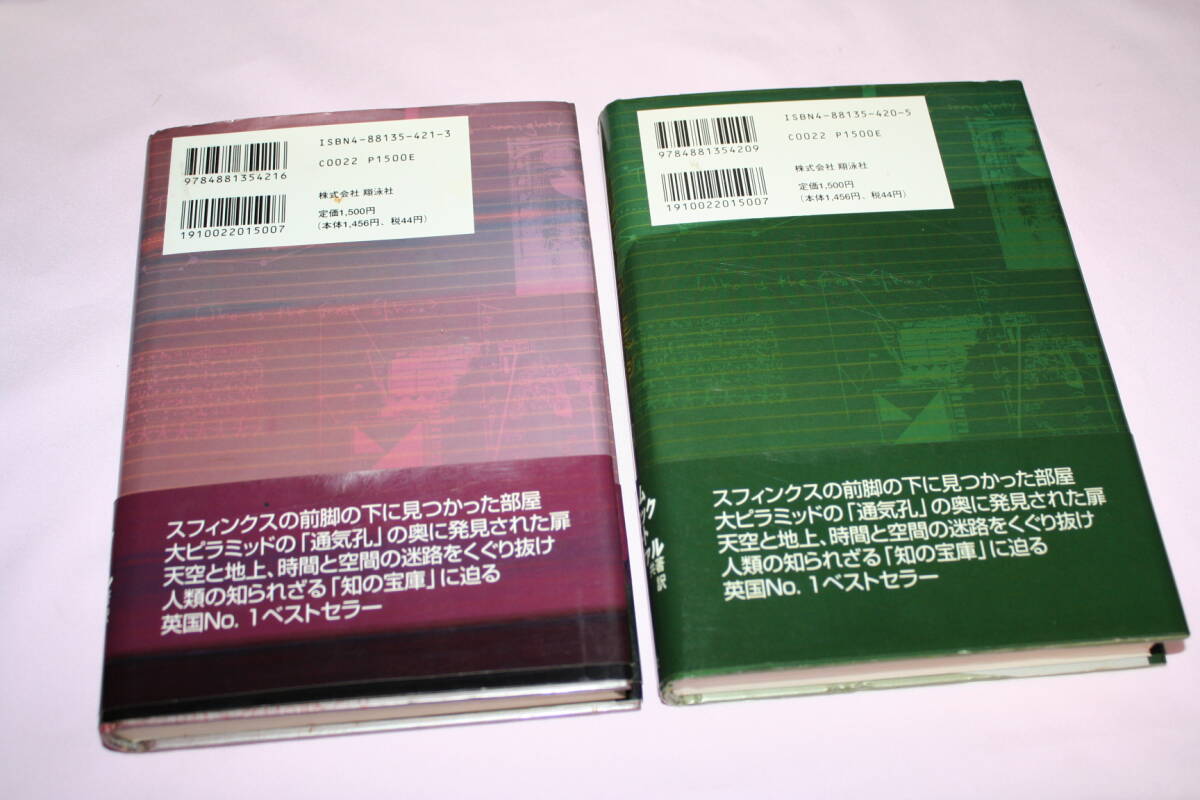 ISBN4-88135-421-3
C0022 P1500E
9784881354216
1910022015007
株式会社 翔泳社
定価1,500円
（本体1,456円、税44円）
スフィンクスの前脚の下に見つかった部屋
大ピラミッドの「通気孔」の奥に発見された扉
天空と地上、時間と空間の迷路をくぐり抜け
人類の知られざる「知の宝庫」に迫る
英国No. 1ベストセラー
ISBN4-88135-420-5
C0022 P1500E
9784881354209
1910022015007
株式会社 翔泳社
定価1,500円
（本体1,456円、税44円）
スフィンクスの前脚の下に見つかった部屋
大ピラミッドの「通気孔」の奥に発見された扉
天空と地上、時間と空間の迷路をくぐり抜け
人類の知られざる「知の宝庫」に迫る
英国No. 1ベストセラー